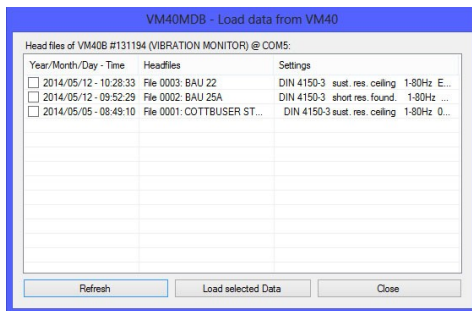 VM40MDB - Load data from VM40
Head files of VM40B #131194 (VIBRATION MONITOR) @ COM5:
Year/Month/Day - Time Headfiles Settings
2014/05/12 - 10:28:33 File 0003: BAU 22 DIN 4150-3 sust. res. ceiling 1-80Hz E...
2014/05/12 - 09:52:29 File 0002: BAU 25A DIN 4150-3 short res. found. 1-80Hz ...
2014/05/05 - 08:49:10 File 0001: COTTBUSER ST... DIN 4150-3 sust. res. ceiling 1-80Hz 0...
Refresh Load selected Data Close